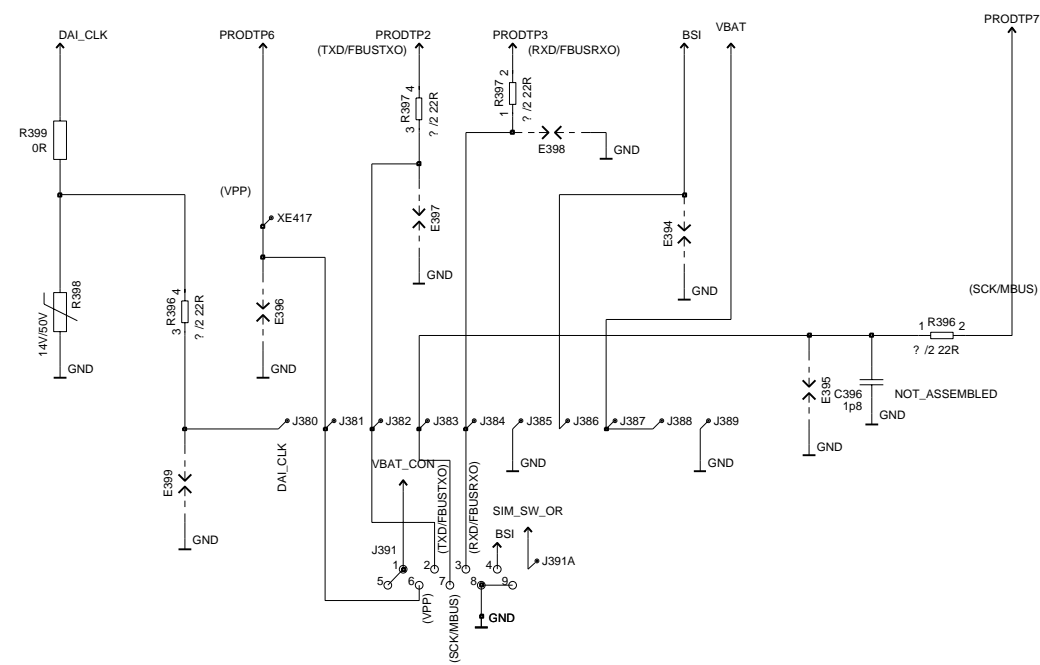 DAI_CLK
PRODTP6
PRODTP2
(TXD/FBUSTXO)
PRODTP3
(RXD/FBUSRXO)
BSI
VBAT
PRODTP7
R399
0R
R397
4
3
? /2 22R
R397
2
1
? /2 22R
E398
GND
(VPP)
XE417
E397
GND
E394
GND
R398
14V/50V
GND
R396
4
3
? /2 22R
E396
GND
(SCK/MBUS)
1 R396 2
? /2 22R
E395
GND
C396
1p8
NOT_ASSEMBLED
GND
J380
J381
J382
J383
J384
J385
J386
J387
J388
J389
GND
GND
DAI_CLK
E399
GND
VBAT_CON
(TXD/FBUSTXO)
(RXD/FBUSRXO)
SIM_SW_OR
BSI
J391
1
2
3
4
J391A
5
6
7
8
9
(VPP)
(SCK/MBUS)
GND